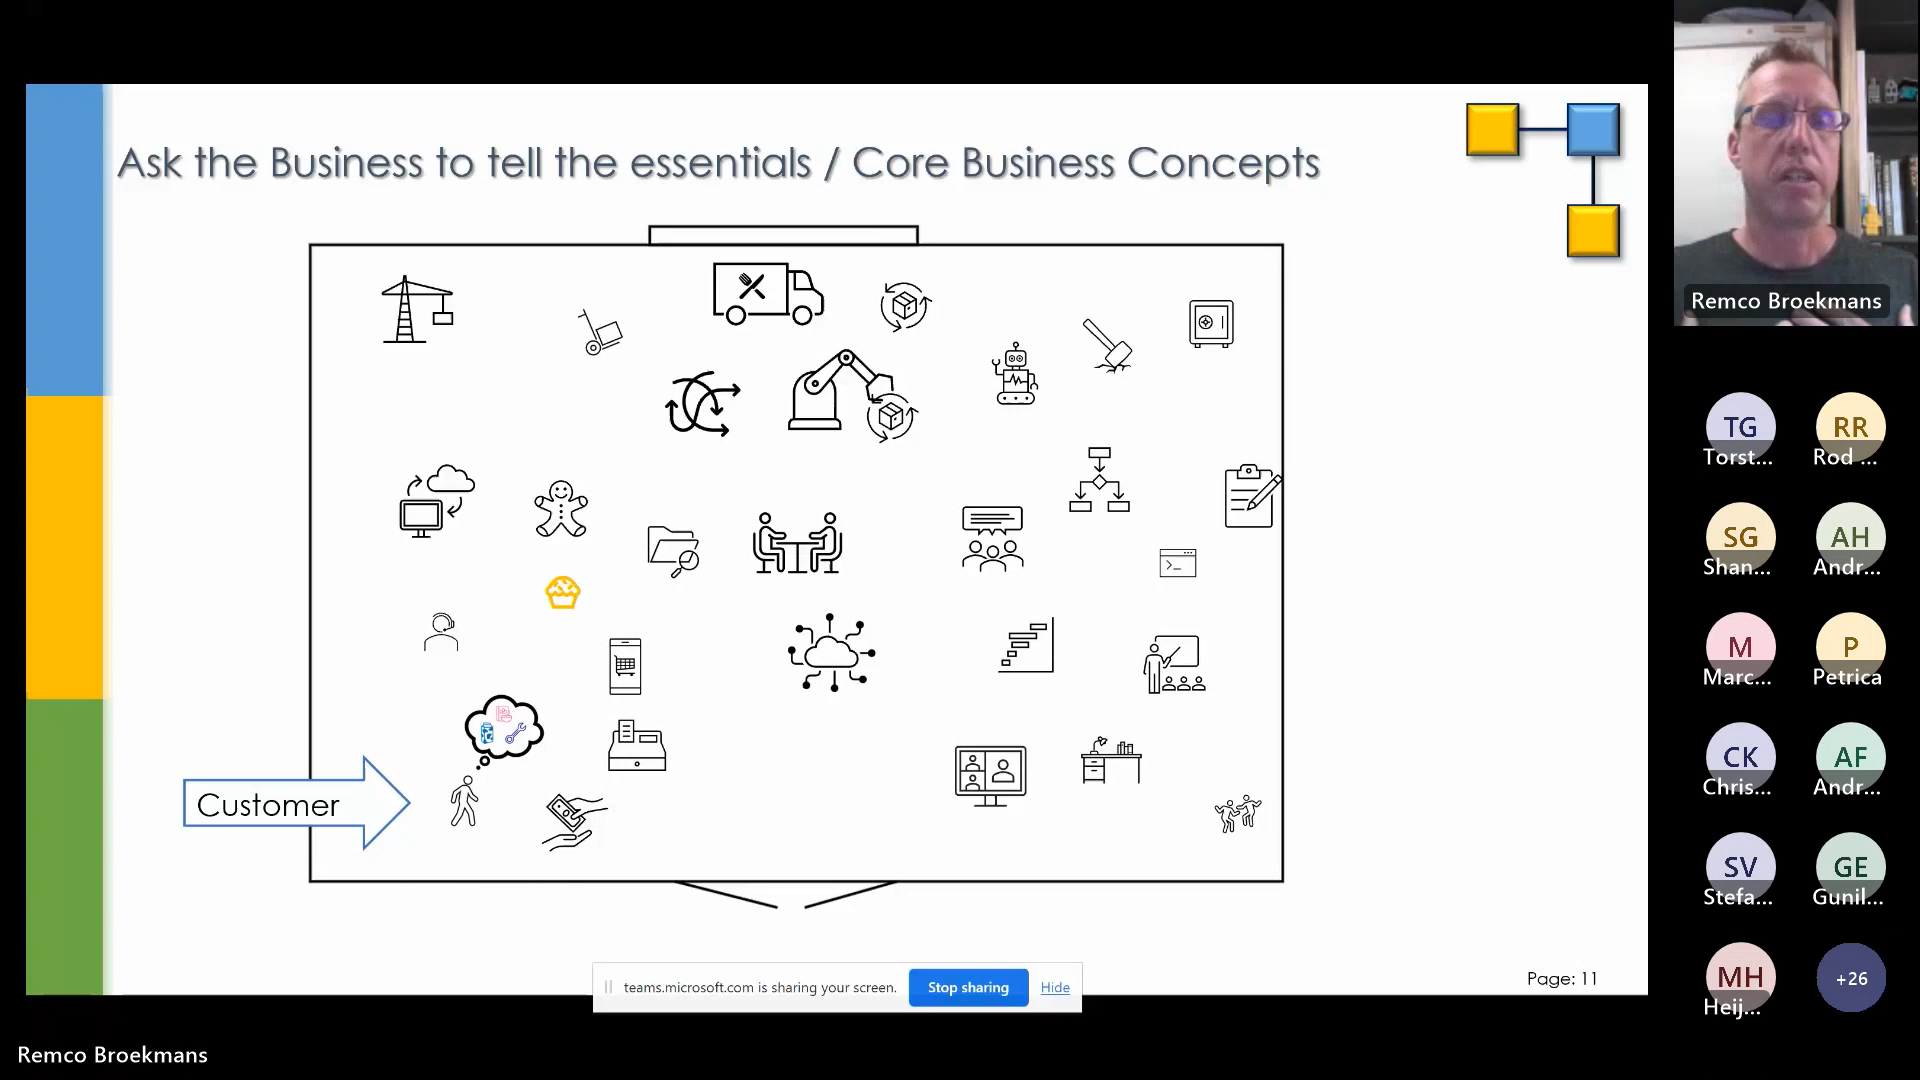 Ask the Business to tell the essentials / Core Business Concepts
Customer
Page: 11
teams.microsoft.com is sharing your screen.
Stop sharing
Hide
Remco Broekmans
Remco Broekmans
TG
Torst...
RR
Rod ...
SG
Shan...
AH
Andr...
M
Marc...
P
Petrica
CK
Chris...
AF
Andr...
SV
Stefa...
GE
Gunil...
MH
Heij...
+26